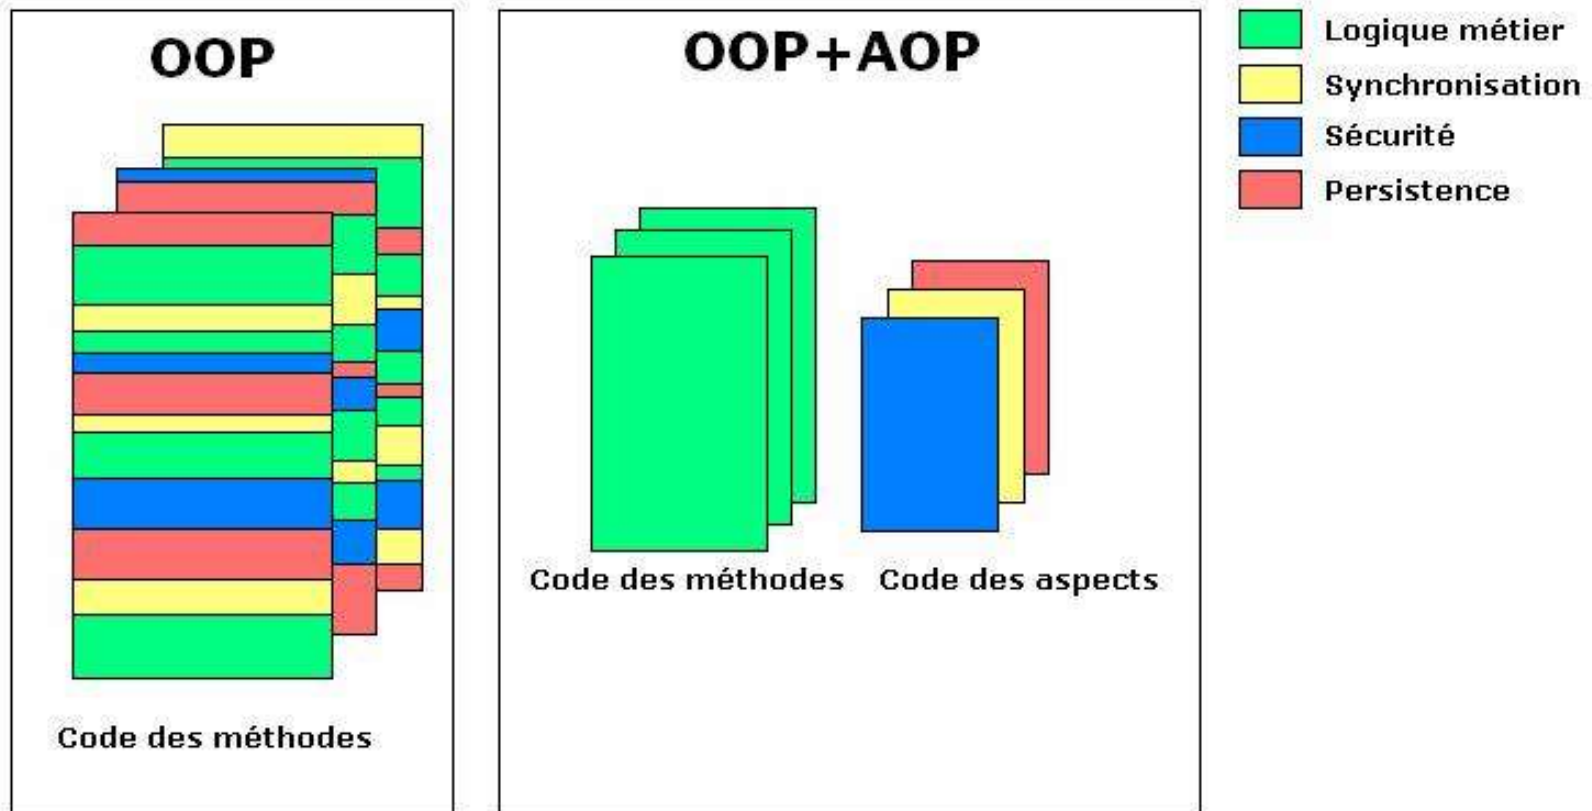 OOP
Code des méthodes
OOP+AOP
Code des méthodes
Code des aspects
Logique métier
Synchronisation
Sécurité
Persistence